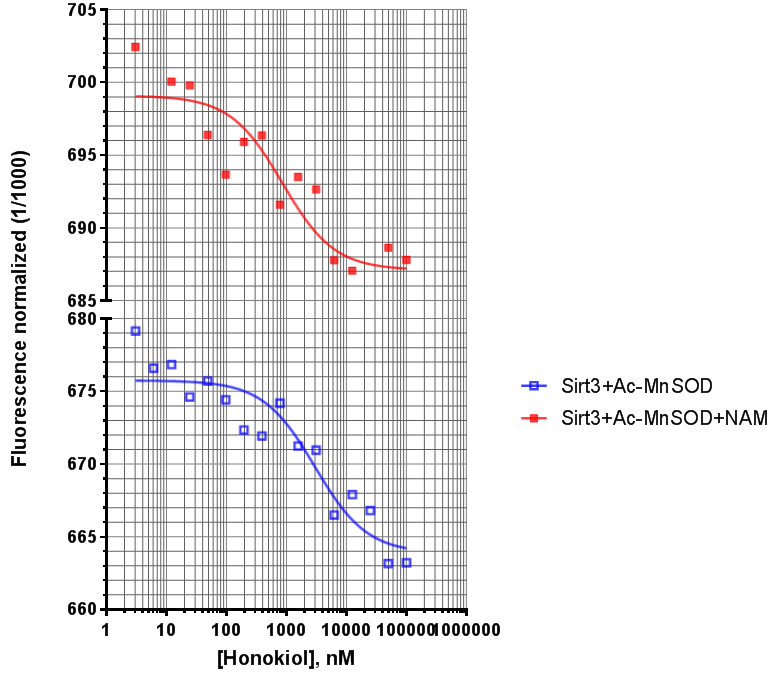 705
700
695
690
685
680
675
670
665
660
Fluorescence normalized (1/1000)
1 10 100 1000 10000 100000 1000000
[Honokiol], nM
Sirt3+Ac-MnSOD
Sirt3+Ac-MnSOD+NAM